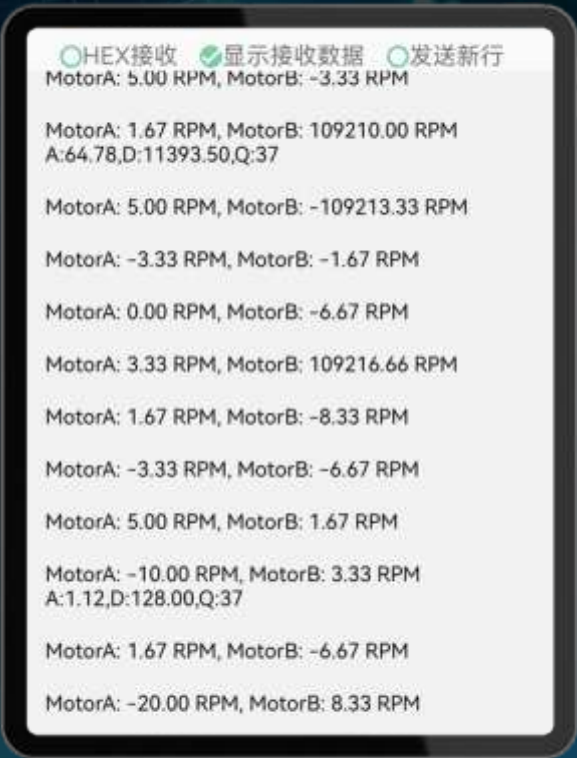 HEX接收 显示接收数据 发送新行
MotorA: 5.00 RPM, MotorB: -3.33 RPM
MotorA: 1.67 RPM, MotorB: 109210.00 RPM
A:64.78,D:11393.50,Q:37
MotorA: 5.00 RPM, MotorB: -109213.33 RPM
MotorA: -3.33 RPM, MotorB: -1.67 RPM
MotorA: 0.00 RPM, MotorB: -6.67 RPM
MotorA: 3.33 RPM, MotorB: 109216.66 RPM
MotorA: 1.67 RPM, MotorB: -8.33 RPM
MotorA: -3.33 RPM, MotorB: -6.67 RPM
MotorA: 5.00 RPM, MotorB: 1.67 RPM
MotorA: -10.00 RPM, MotorB: 3.33 RPM
A:1.12,D:128.00,Q:37
MotorA: 1.67 RPM, MotorB: -6.67 RPM
MotorA: -20.00 RPM, MotorB: 8.33 RPM